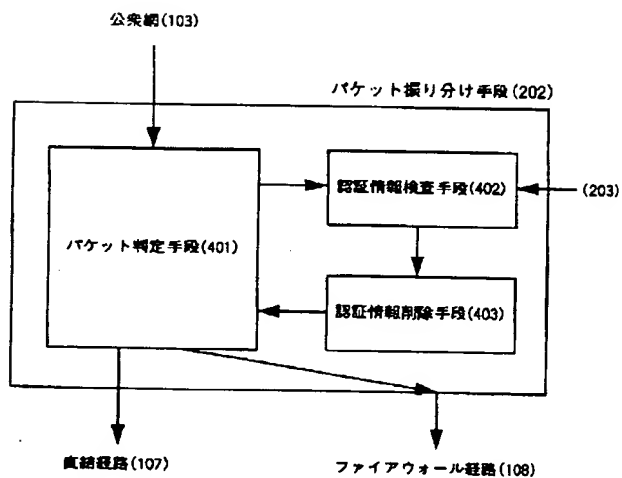 公衆網(103)
パケット振り分け手段(202)
認証情報検査手段(402)
(203)
パケット判定手段(401)
認証情報削除手段(403)
直結経路(107)
ファイアウォール経路(108)